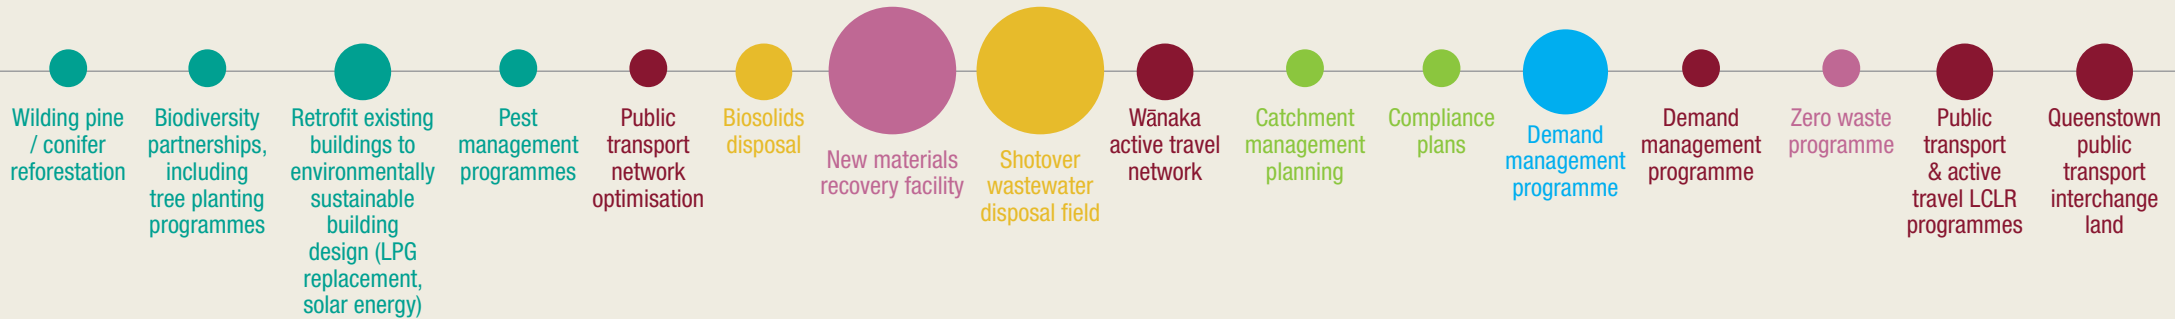 Wilding pine
/ conifer
reforestation
Biodiversity
partnerships,
including
tree planting
programmes
Retrofit existing
buildings to
environmentally
sustainable
building
design (LPG
replacement,
solar energy)
Pest
management
programmes
Public
transport
network
optimisation
Biosolids
disposal
New materials
recovery facility
Shotover
wastewater
disposal field
Wānaka
active travel
network
Catchment
management
planning
Compliance
plans
Demand
management
programme
Demand
management
programme
Zero waste
programme
Public
transport
& active
travel LCLR
programmes
Queenstown
public
transport
interchange
land